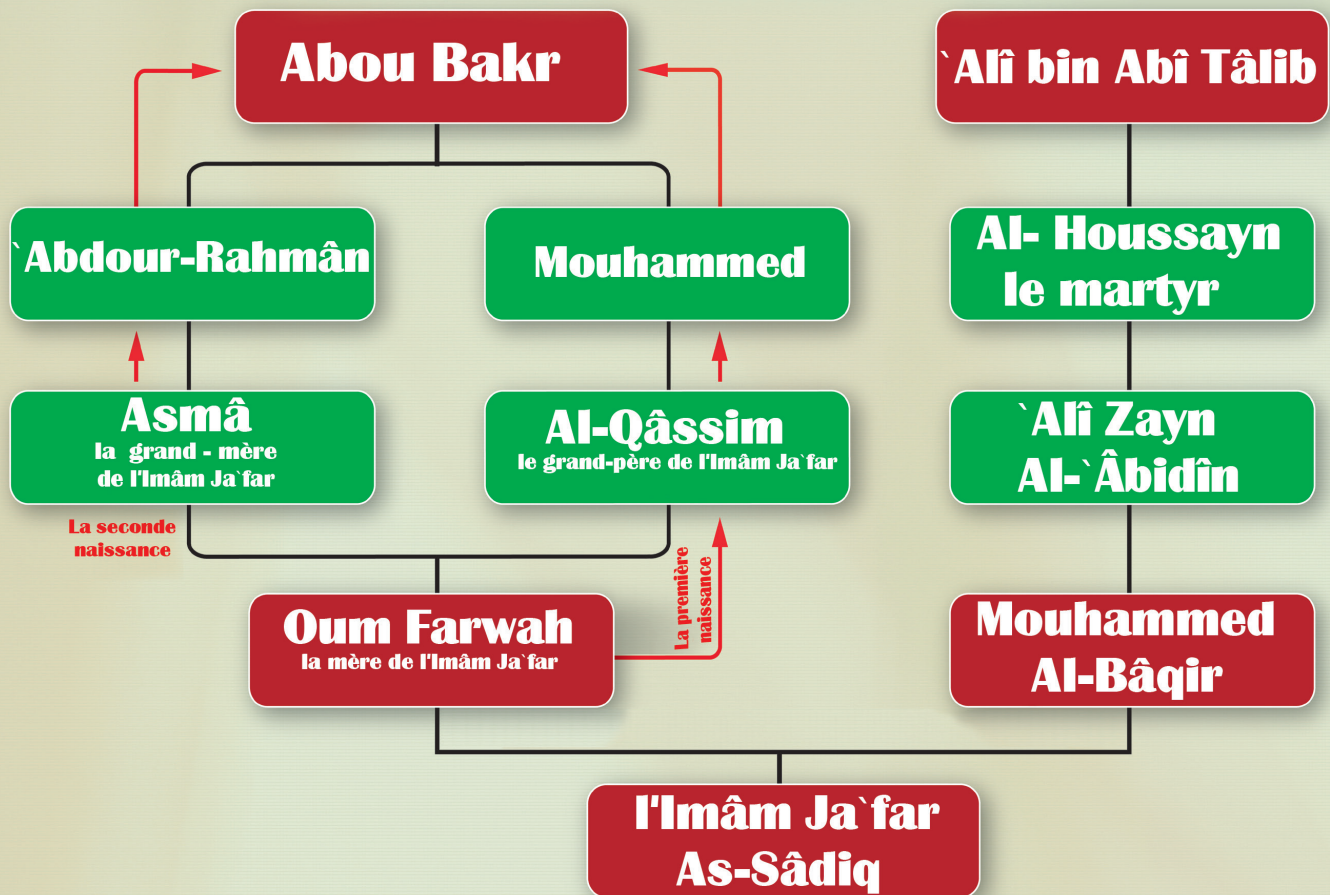 Abou Bakr
`Alî bin Abî Tâlib
`Abdour-Rahmân
Mouhammed
Al- Houssayn
le martyr
Asmâ
la grand - mère
de l'Imâm Ja`far
Al-Qâssim
le grand-père de l'Imâm Ja`far
`Alî Zayn
Al-`Âbidîn
La seconde
naissance
La première
naissance
Oum Farwah
la mère de l'Imâm Ja`far
Mouhammed
Al-Bâqir
l'Imâm Ja`far
As-Sâdiq